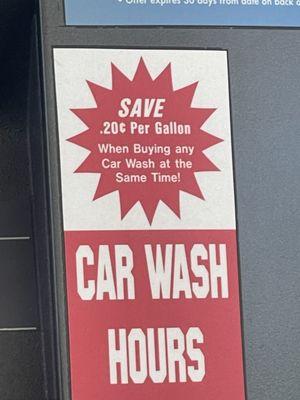 Offer expires 30 days from date on back o
SAVE
.20¢ Per Gallon
When Buying any
Car Wash at the
Same Time!
CAR WASH
HOURS